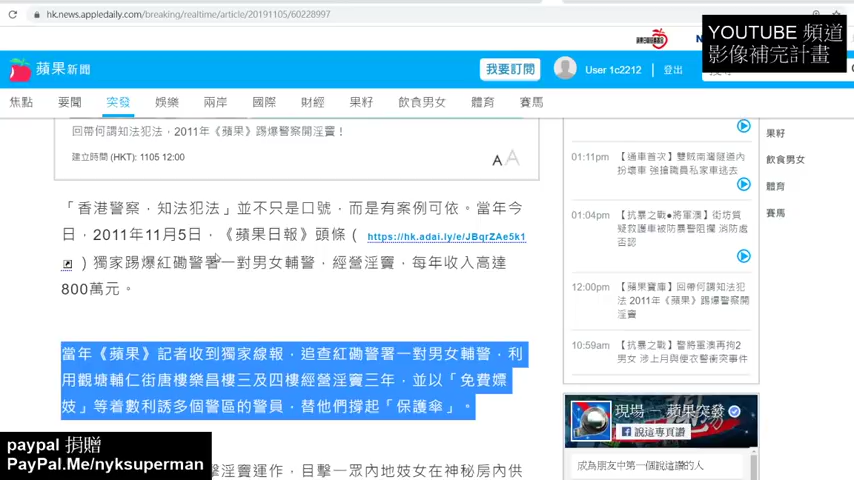 hk.news.appledaily.com/breaking/realtime/article/20191105/60228997
YOUTUBE 頻道
影像補完計畫
蘋果新聞
我要訂閱
User 1c2212
登出
焦點 要聞 突發 娛樂 兩岸 國際 財經 果籽 飲食男女 體育 賽馬
回帶何謂知法犯法，2011年《蘋果》踢爆警察開淫竇！
建立時間 (HKT): 1105 12:00
A A
「香港警察，知法犯法」並不只是口號，而是有案例可依。當年今
日，2011年11月5日，《蘋果日報》頭條（ https://hk.adai.ly/e/JBqrZAe5k1
）獨家踢爆紅磡警署一對男女輔警，經營淫竇，每年收入高達
800萬元。
當年《蘋果》記者收到獨家線報，追查紅磡警署一對男女輔警，利
用觀塘輔仁街唐樓樂昌樓三及四樓經營淫竇三年，並以「免費嫖
妓」等着數利誘多個警區的警員，替他們撐起「保護傘」。
擊淫竇運作，目擊一眾內地妓女在神秘房內供
01:11pm 【通車首次】雙賊南灣隧道內
扮壞車 強搶職員私家車逃去
01:04pm 【抗暴之戰●將軍澳】街坊質
疑救護車被防暴警阻攔 消防處
否認
12:00pm 【蘋果寶庫】回帶何謂知法犯
法 2011年《蘋果》踢爆警察開
淫竇
10:59am 【抗暴之戰】警將軍澳再拘2
男女 涉上月與便衣警衝突事件
果籽
飲食男女
體育
賽馬
現場 — 蘋果突發
說這專頁讚
成為朋友中第一個說這讚的人
paypal 捐贈
PayPal.Me/nyksuperman